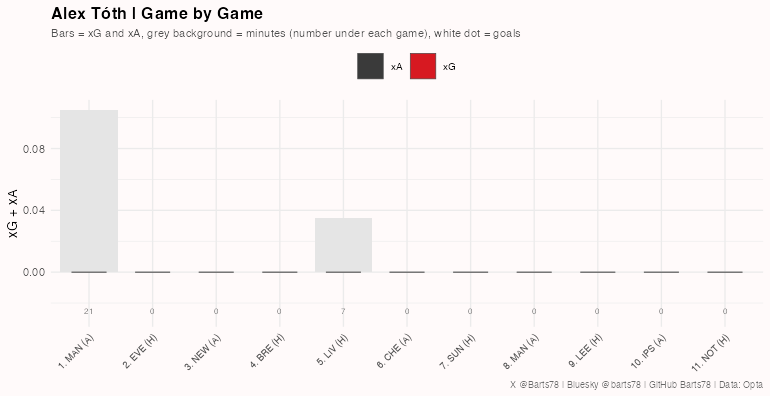 Alex Tóth | Game by Game
Bars = xG and xA, grey background = minutes (number under each game), white dot = goals
xA
xG
xG + xA
0.08
0.04
0.00
21 0 0 0 7 0 0 0 0 0 0
1. MAN (A)
2. EVE (H)
3. NEW (A)
4. BRE (H)
5. LIV (H)
6. CHE (A)
7. SUN (H)
8. MAN (A)
9. LEE (H)
10. IPS (A)
11. NOT (H)
X @Barts78 | Bluesky @barts78 | GitHub Barts78 | Data: Opta